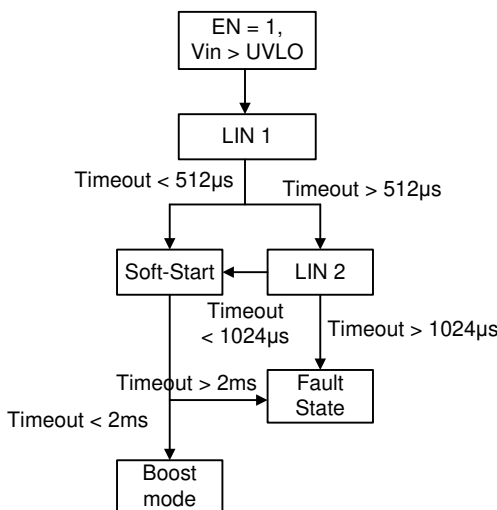 EN = 1,
Vin > UVLO
LIN 1
Timeout < 512µs
Timeout > 512µs
Soft-Start
LIN 2
Timeout
< 1024µs
Timeout > 1024µs
Timeout > 2ms
Fault
State
Timeout < 2ms
Boost
mode